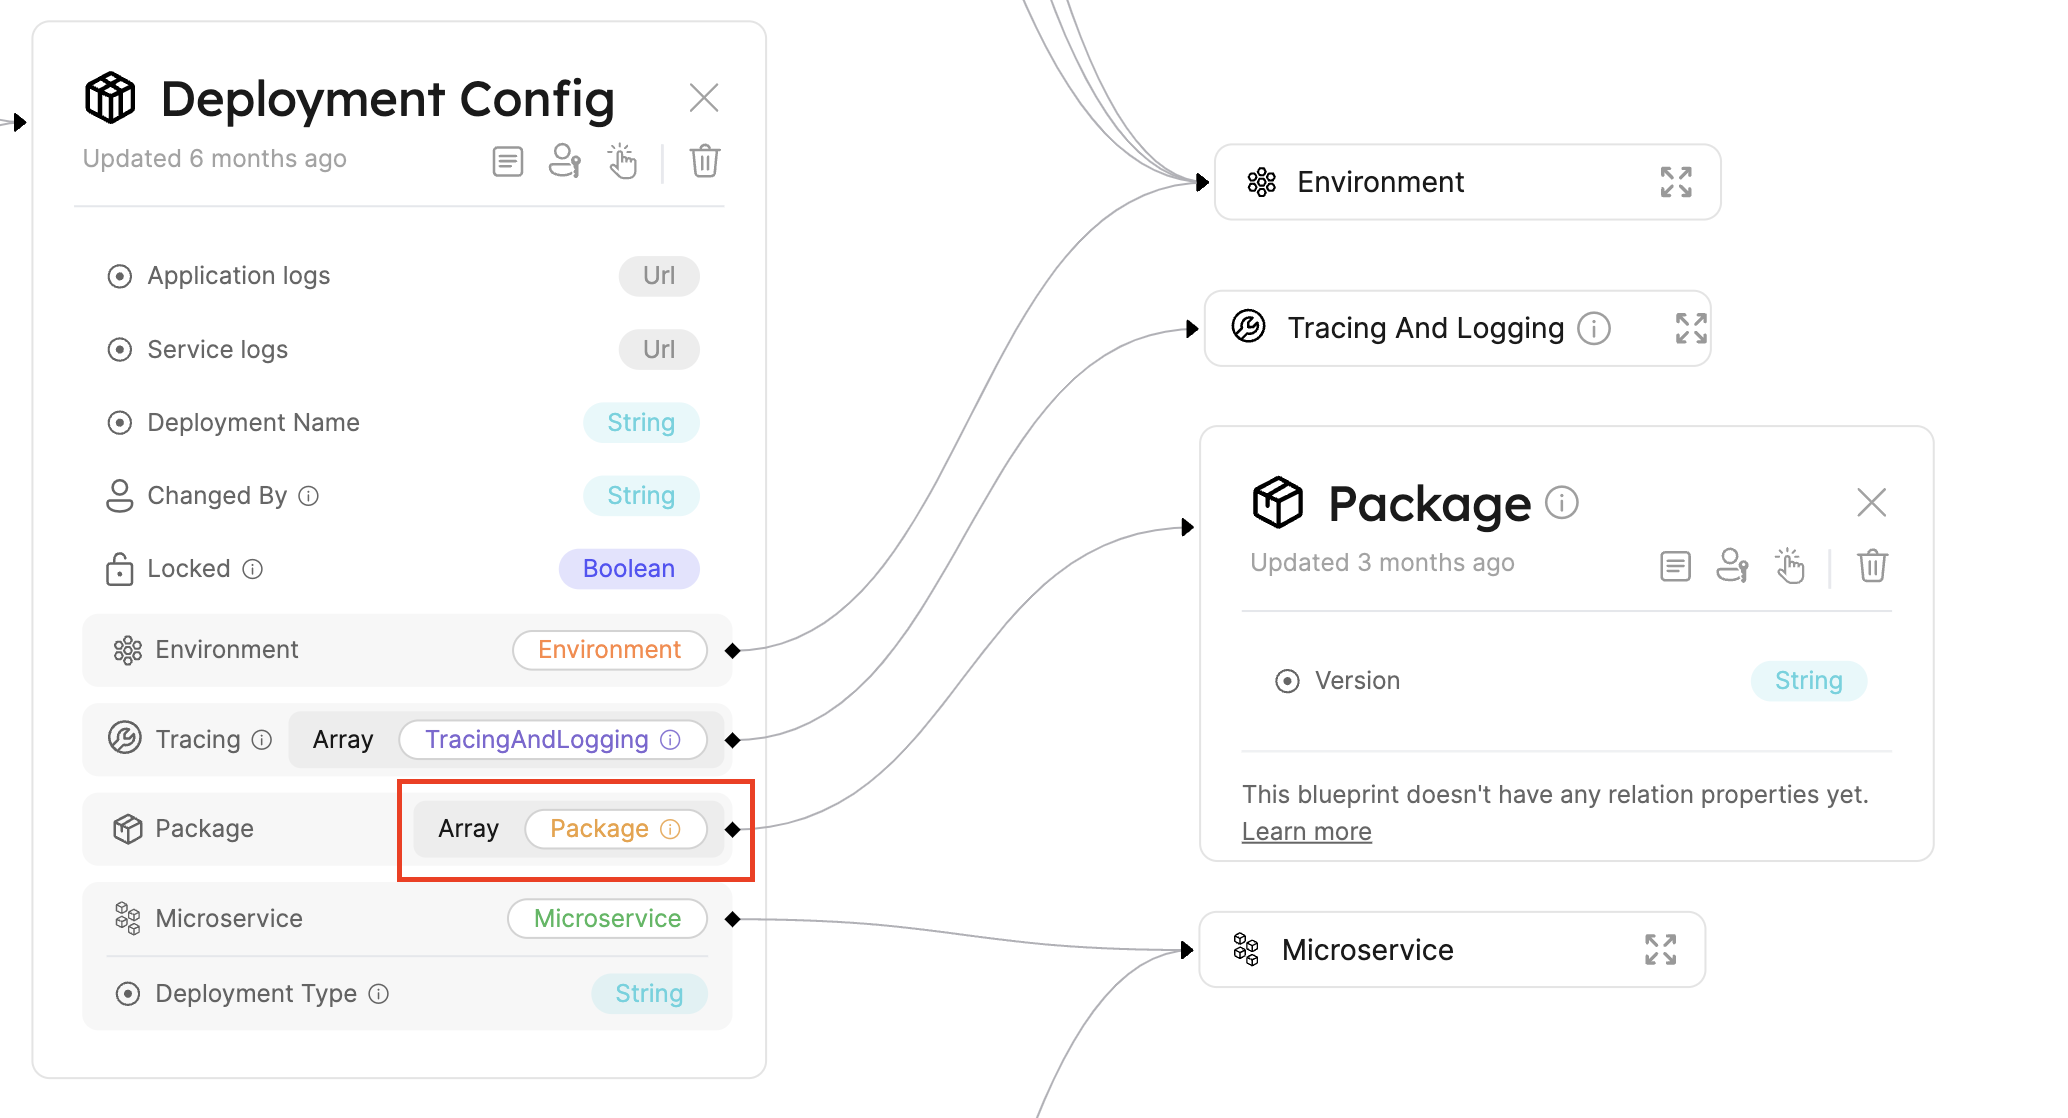 Deployment Config
Updated 6 months ago
Application logs Url
Service logs Url
Deployment Name String
Changed By String
Locked Boolean
Environment Environment
Tracing Array TracingAndLogging
Package Array Package
Microservice Microservice
Deployment Type String
Environment
Tracing And Logging
Package
Updated 3 months ago
Version String
This blueprint doesn't have any relation properties yet.
Learn more
Microservice